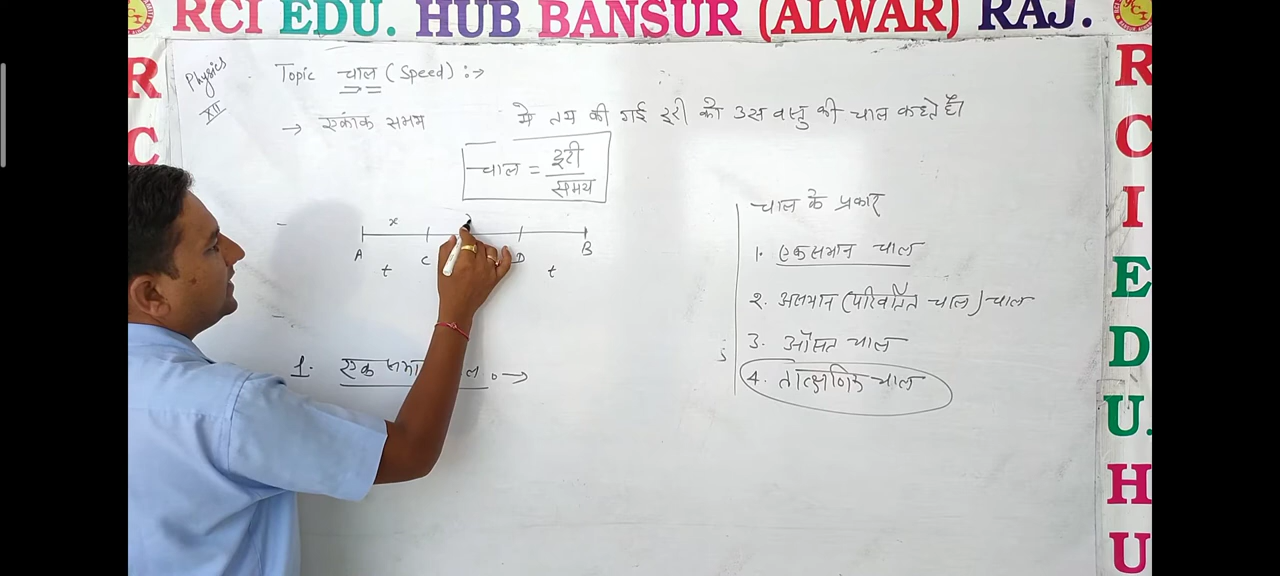 RCI EDU. HUB BANSUR (ALWAR) RAJ.
Physics
XII
Topic चाल (Speed) :→
→ एकांक समय में तय की गई दूरी को उस वस्तु की चाल कहते हैं
चाल = दूरी / समय
x
A C D B
t t
1. एक समा ल →
चाल के प्रकार
1. एकसमान चाल
2. असमान (परिवर्तित चाल) चाल
3. औसत चाल
4. तात्क्षणिक चाल
R C
R C I E D U. H U